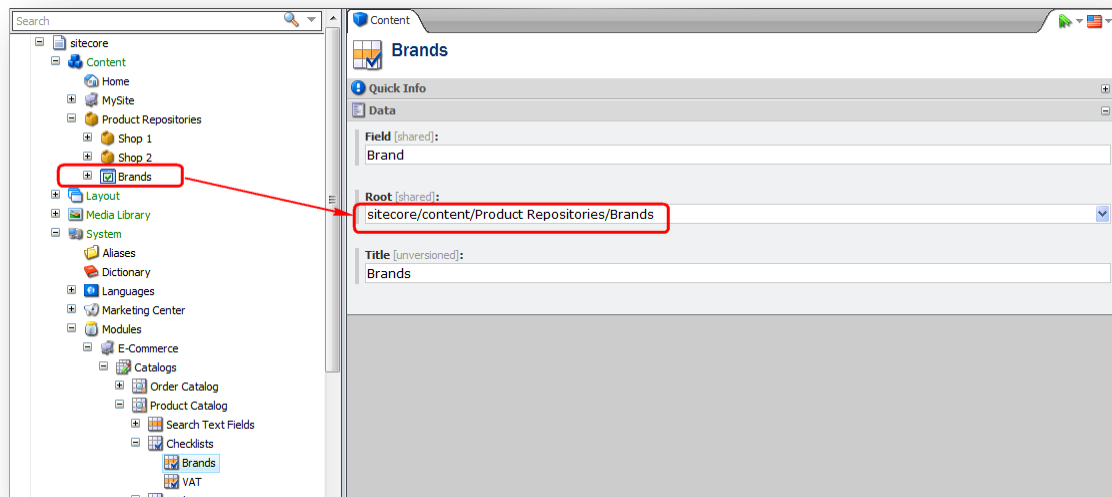 Search
sitecore
Content
Home
MySite
Product Repositories
Shop 1
Shop 2
Brands
Layout
Media Library
System
Aliases
Dictionary
Languages
Marketing Center
Modules
E-Commerce
Catalogs
Order Catalog
Product Catalog
Search Text Fields
Checklists
Brands
VAT
Content
Brands
Quick Info
Data
Field [shared]:
Brand
Root [shared]:
sitecore/content/Product Repositories/Brands
Title [unversioned]:
Brands